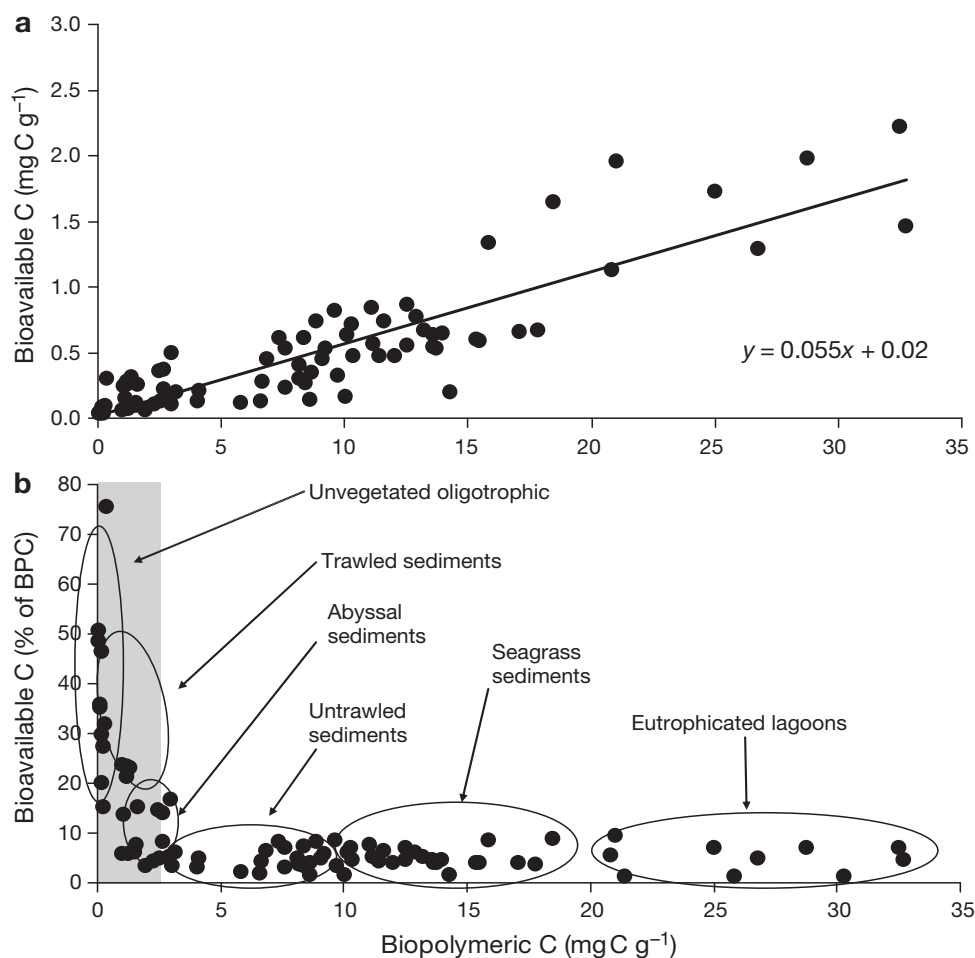 a
3.0
2.5
2.0
1.5
1.0
0.5
0.0
Bioavailable C (mg C g⁻¹)
y = 0.055x + 0.02
0 5 10 15 20 25 30 35
b
80
70
60
50
40
30
20
10
0
Bioavailable C (% of BPC)
Unvegetated oligotrophic
Trawled sediments
Abyssal
sediments
Seagrass
sediments
Untrawled
sediments
Eutrophicated lagoons
0 5 10 15 20 25 30 35
Biopolymeric C (mg C g⁻¹)